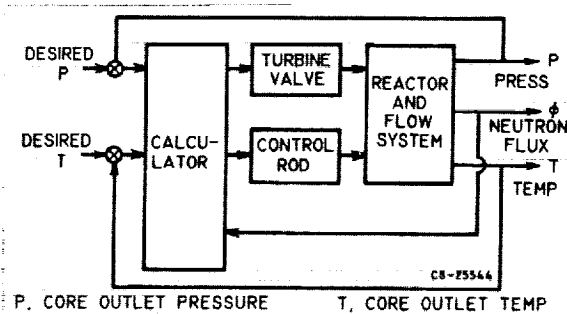 DESIRED
P
DESIRED
T
CALCU-
LATOR
TURBINE
VALVE
CONTROL
ROD
REACTOR
AND
FLOW
SYSTEM
P
PRESS
ϕ
NEUTRON
FLUX
T
TEMP
CS-25544
P, CORE OUTLET PRESSURE
T, CORE OUTLET TEMP